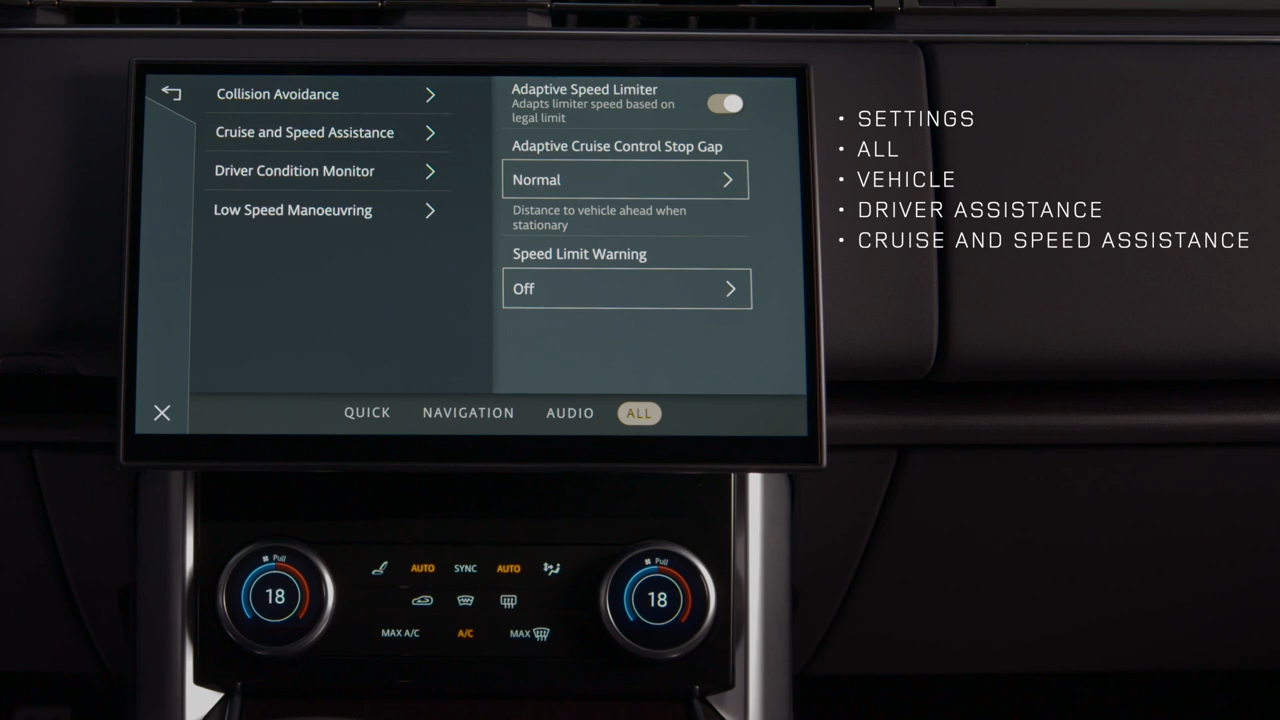 Collision Avoidance
Cruise and Speed Assistance
Driver Condition Monitor
Low Speed Manoeuvring
Adaptive Speed Limiter
Adapts limiter speed based on
legal limit
Adaptive Cruise Control Stop Gap
Normal
Distance to vehicle ahead when
stationary
Speed Limit Warning
Off
QUICK NAVIGATION AUDIO ALL
• SETTINGS
• ALL
• VEHICLE
• DRIVER ASSISTANCE
• CRUISE AND SPEED ASSISTANCE
Pull
18
AUTO SYNC AUTO
MAX A/C A/C MAX
Pull
18